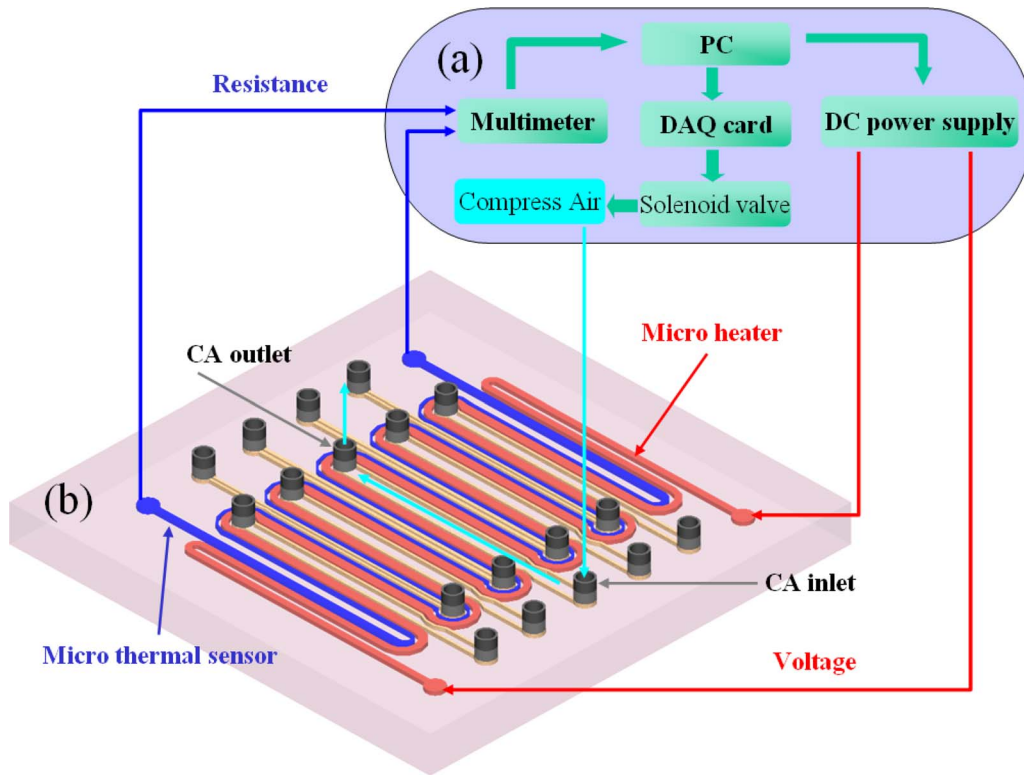 (a)
PC
Resistance
Multimeter
DAQ card
DC power supply
Compress Air
Solenoid valve
Micro heater
CA outlet
(b)
CA inlet
Micro thermal sensor
Voltage